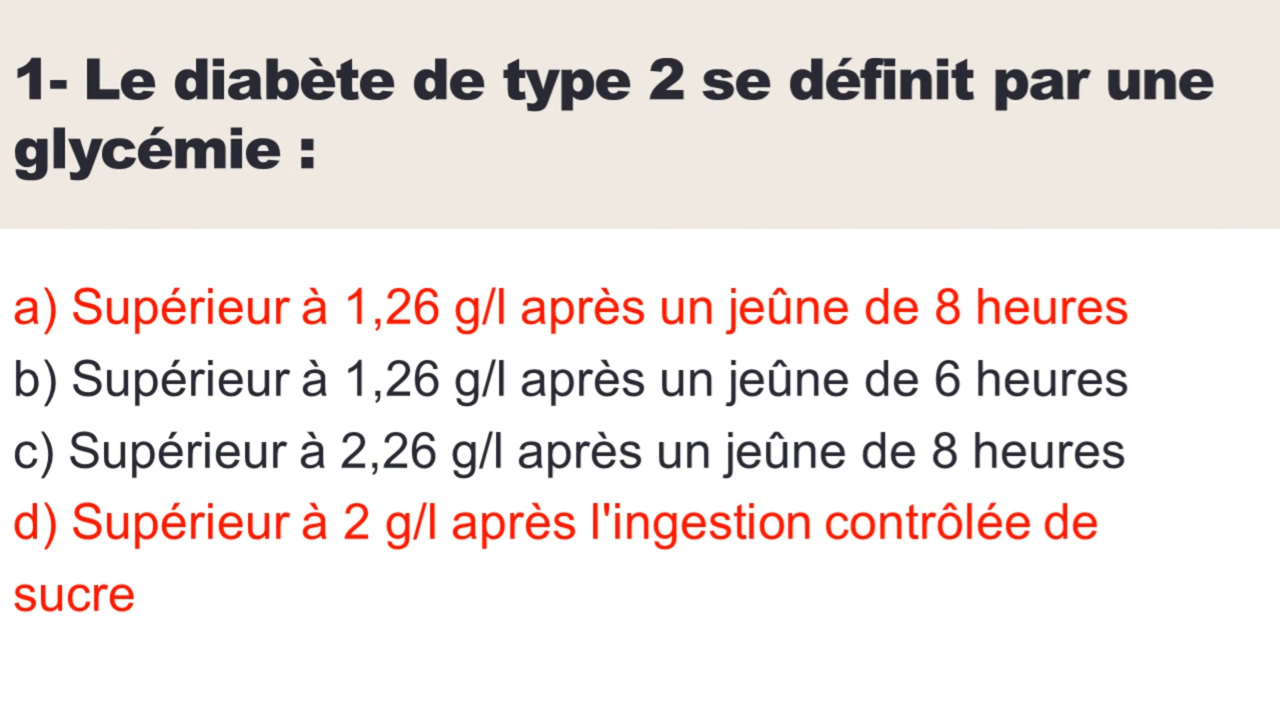 1- Le diabète de type 2 se définit par une
glycémie :
a) Supérieur à 1,26 g/l après un jeûne de 8 heures
b) Supérieur à 1,26 g/l après un jeûne de 6 heures
c) Supérieur à 2,26 g/l après un jeûne de 8 heures
d) Supérieur à 2 g/l après l'ingestion contrôlée de
sucre